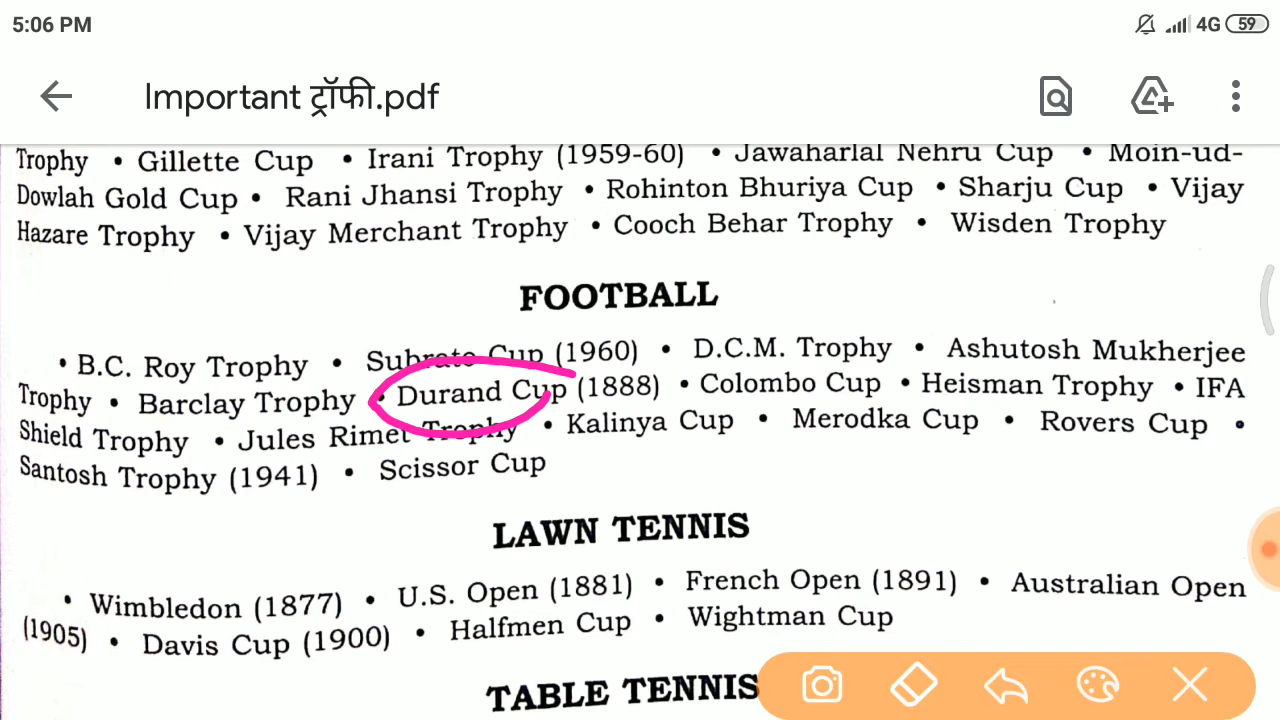 5:06 PM 4G 59
Important ट्रॉफी.pdf
Trophy • Gillette Cup • Irani Trophy (1959-60) • Jawaharlal Nehru Cup • Moin-ud-
Dowlah Gold Cup • Rani Jhansi Trophy • Rohinton Bhuriya Cup • Sharju Cup • Vijay
Hazare Trophy • Vijay Merchant Trophy • Cooch Behar Trophy • Wisden Trophy
FOOTBALL
• B.C. Roy Trophy • Subrato Cup (1960) • D.C.M. Trophy • Ashutosh Mukherjee
Trophy • Barclay Trophy • Durand Cup (1888) • Colombo Cup • Heisman Trophy • IFA
Shield Trophy • Jules Rimet Trophy • Kalinya Cup • Merodka Cup • Rovers Cup •
Santosh Trophy (1941) • Scissor Cup
LAWN TENNIS
• Wimbledon (1877) • U.S. Open (1881) • French Open (1891) • Australian Open
(1905) • Davis Cup (1900) • Halfmen Cup • Wightman Cup
TABLE TENNIS